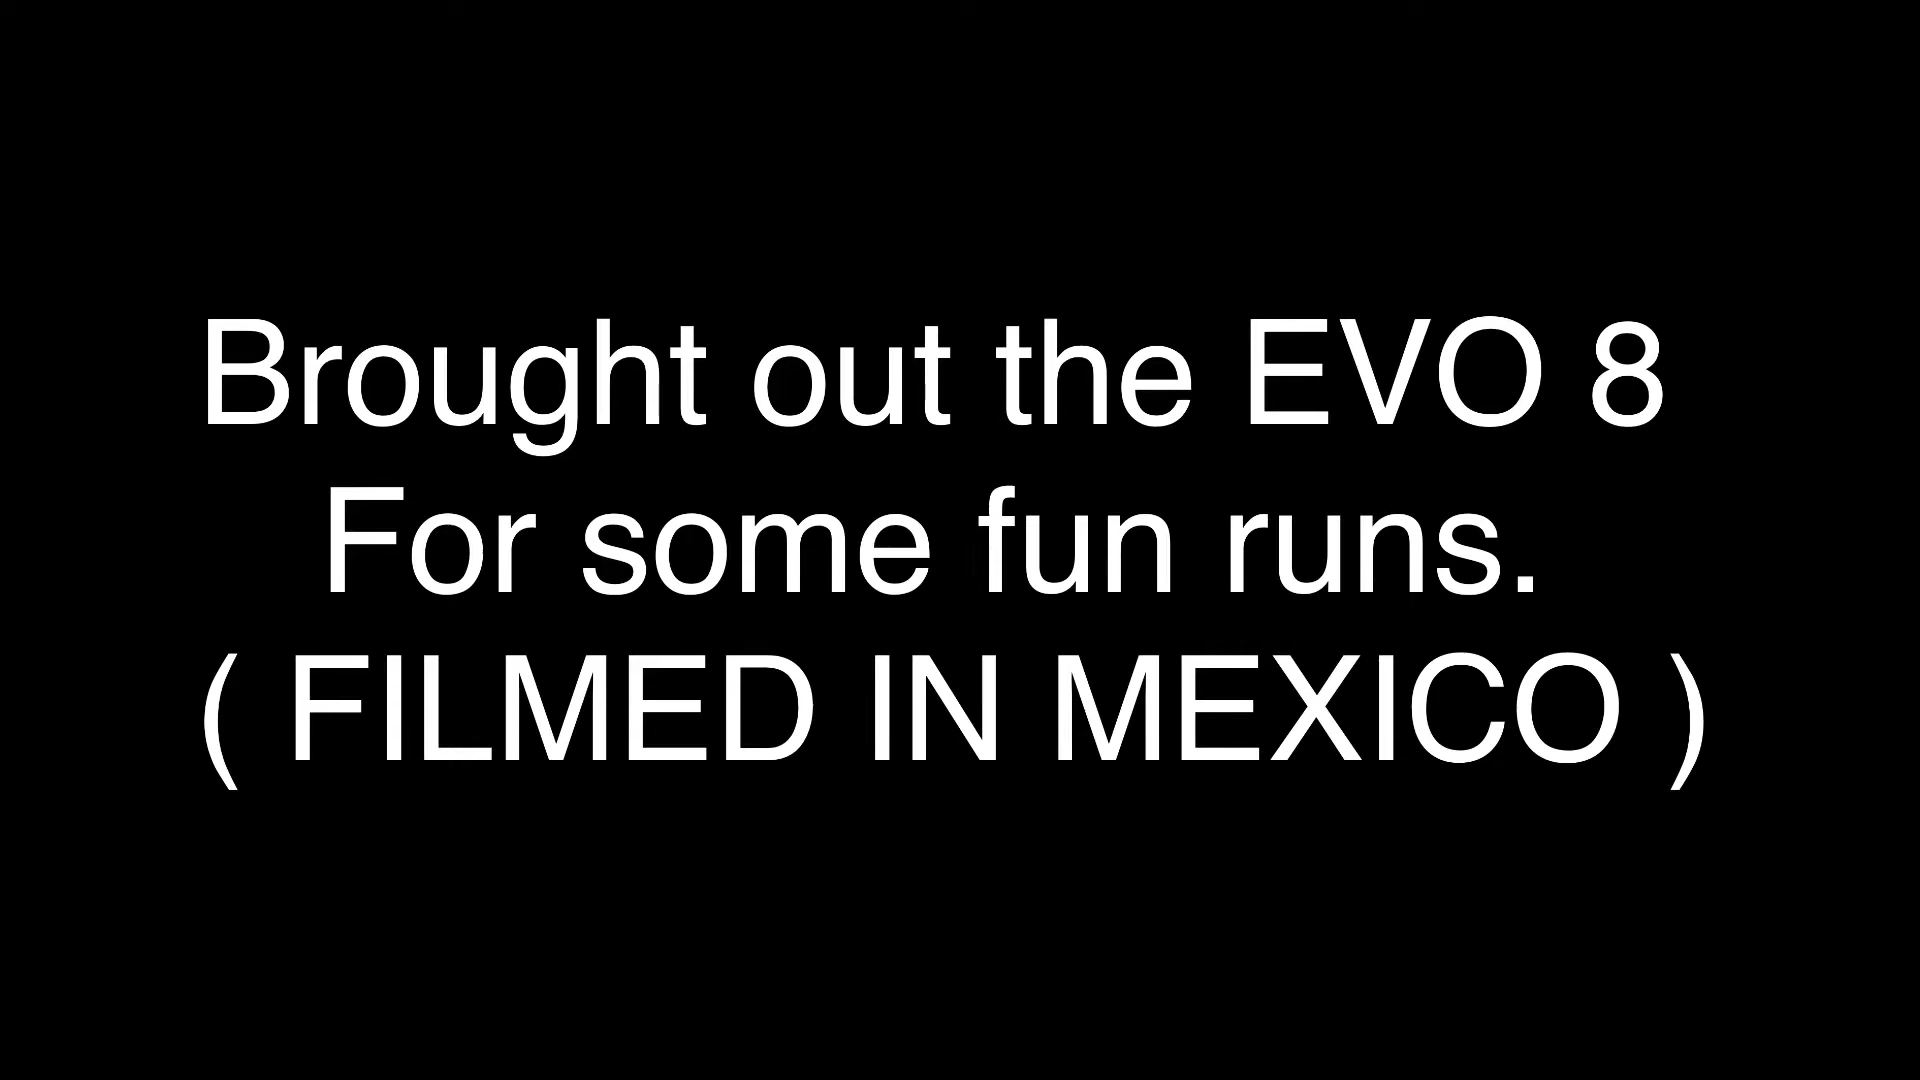 Brought out the EVO 8
For some fun runs.
( FILMED IN MEXICO )